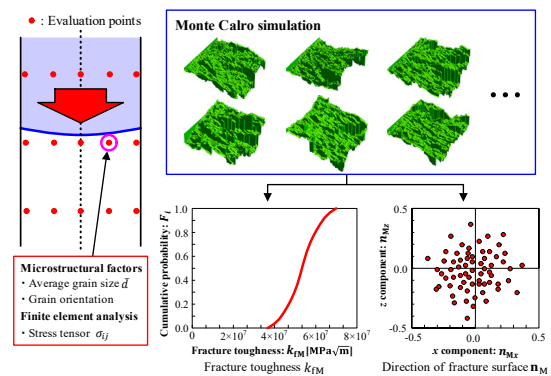 ● : Evaluation points
Monte Calro simulation
• • •
Microstructural factors
・Average grain size d̄
・Grain orientation
Finite element analysis
・Stress tensor σij
Cumulative probability: Fi
1.0
0.8
0.6
0.4
0.2
0.0
2×10⁷ 4×10⁷ 6×10⁷ 8×10⁷
Fracture toughness: kfM [MPa√m]
Fracture toughness kfM
z component: nMz
0.5
0.0
-0.5
-0.5 0.0 0.5
x component: nMx
Direction of fracture surface nM